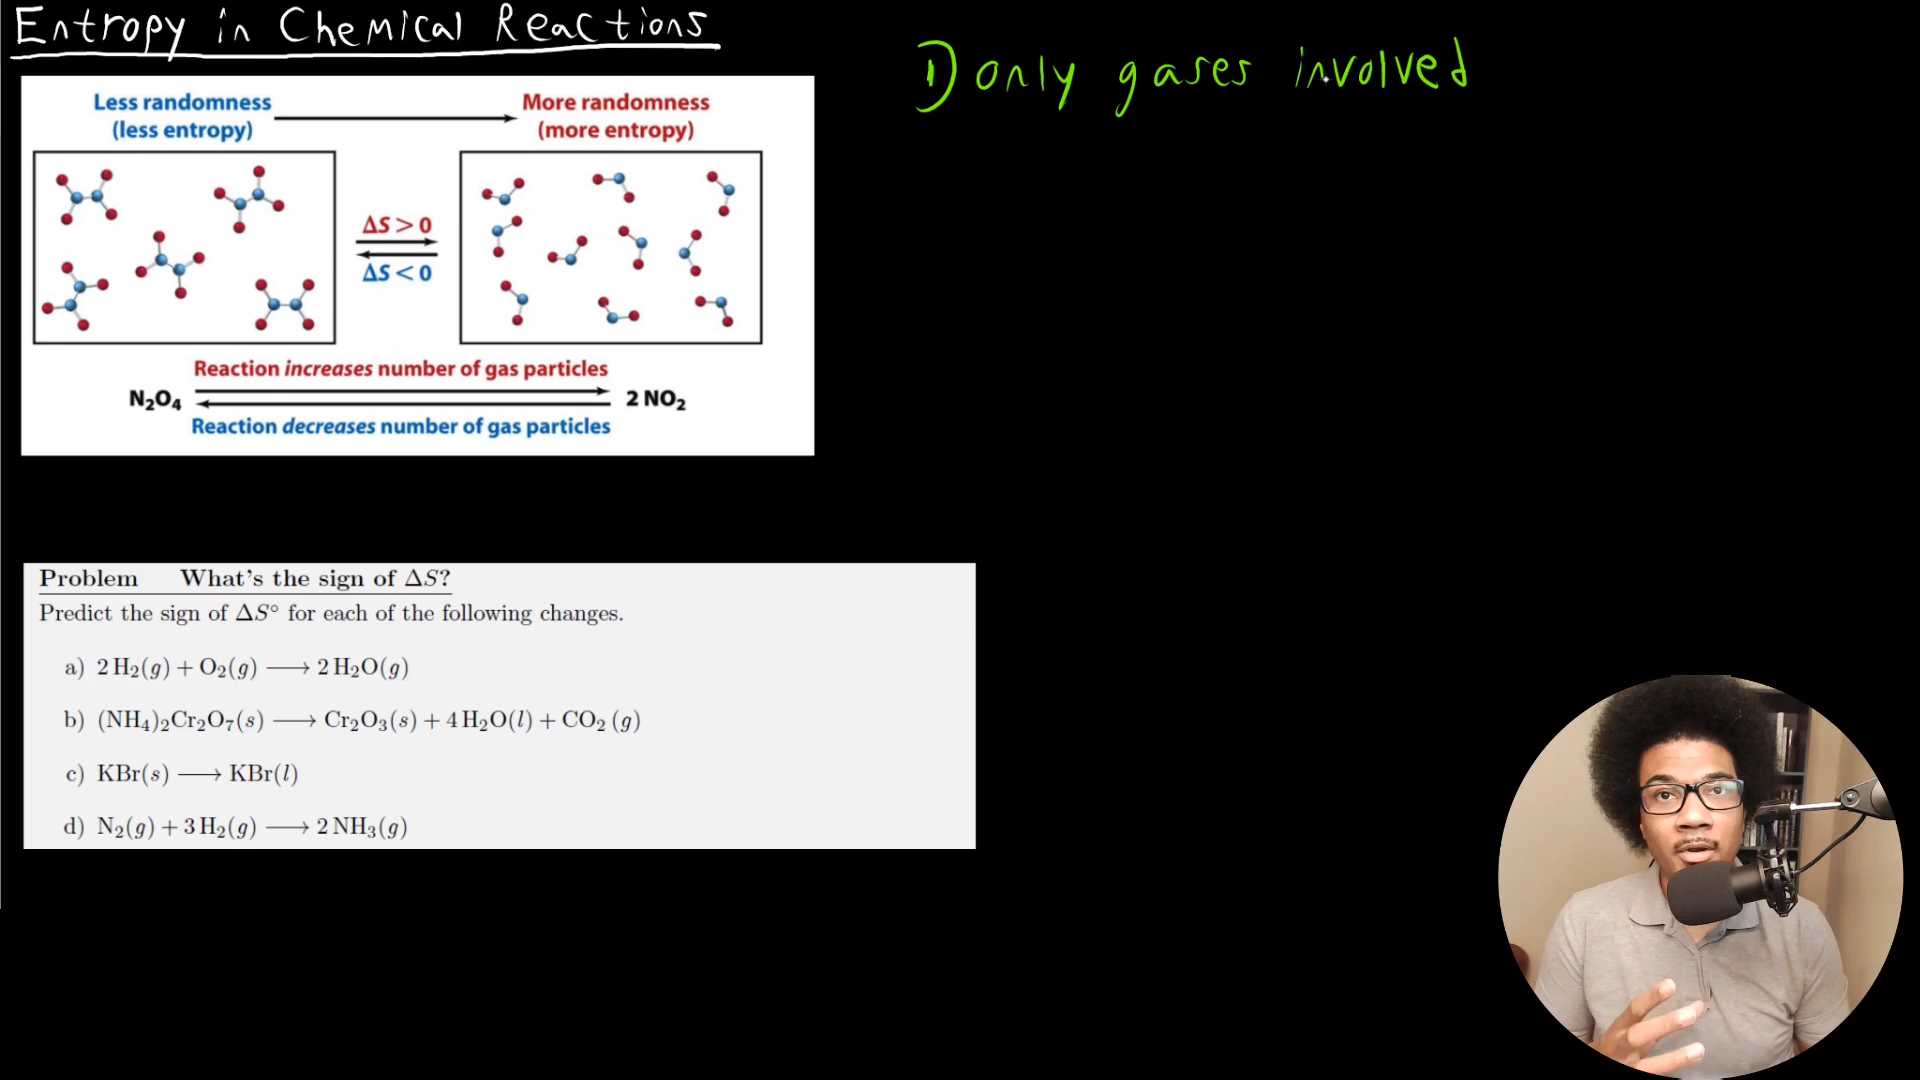 Entropy in Chemical Reactions
1) only gases involved
Less randomness
(less entropy)
More randomness
(more entropy)
ΔS > 0
ΔS < 0
Reaction increases number of gas particles
N₂O₄ 2 NO₂
Reaction decreases number of gas particles
Problem What's the sign of ΔS?
Predict the sign of ΔS° for each of the following changes.
a) 2 H₂(g) + O₂(g) ⟶ 2 H₂O(g)
b) (NH₄)₂Cr₂O₇(s) ⟶ Cr₂O₃(s) + 4 H₂O(l) + CO₂ (g)
c) KBr(s) ⟶ KBr(l)
d) N₂(g) + 3 H₂(g) ⟶ 2 NH₃(g)